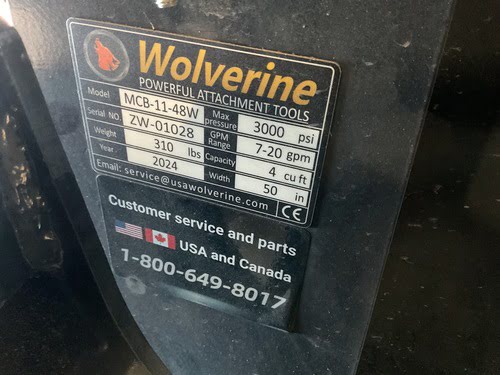 Wolverine
POWERFUL ATTACHMENT TOOLS
Model MCB-11-48W Max pressure 3000 psi
Serial NO. ZW-01028 GPM Range 7-20 gpm
Weight 310 lbs Capacity 4 cu ft
Year 2024 Width 50 in
Email: service@usawolverine.com CE
Customer service and parts
USA and Canada
1-800-649-8017